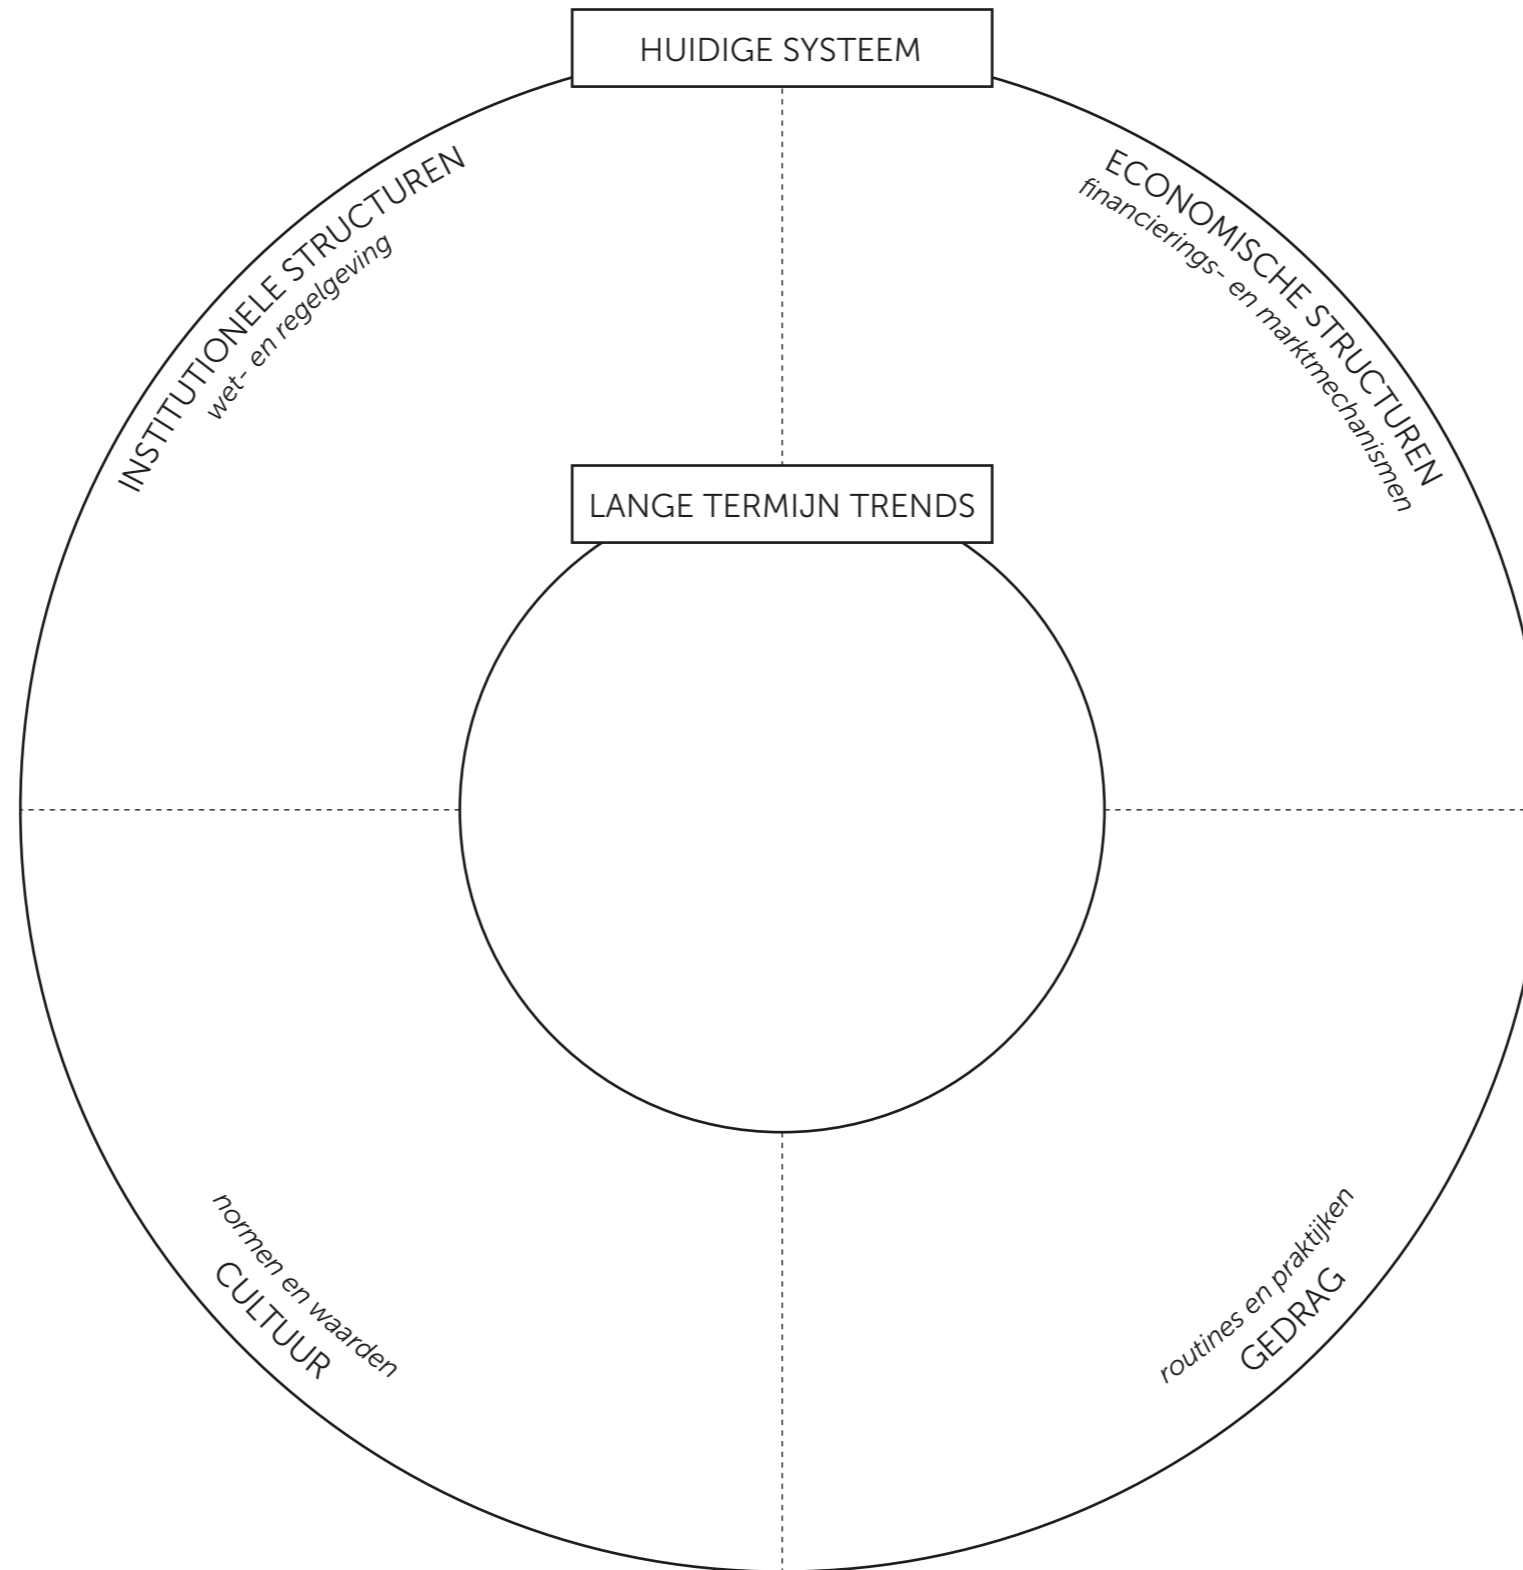 HUIDIGE SYSTEEM
INSTITUTIONELE STRUCTUREN
wet- en regelgeving
ECONOMISCHE STRUCTUREN
financierings- en marktmechanismen
LANGE TERMIJN TRENDS
normen en waarden
CULTUUR
routines en praktijken
GEDRAG